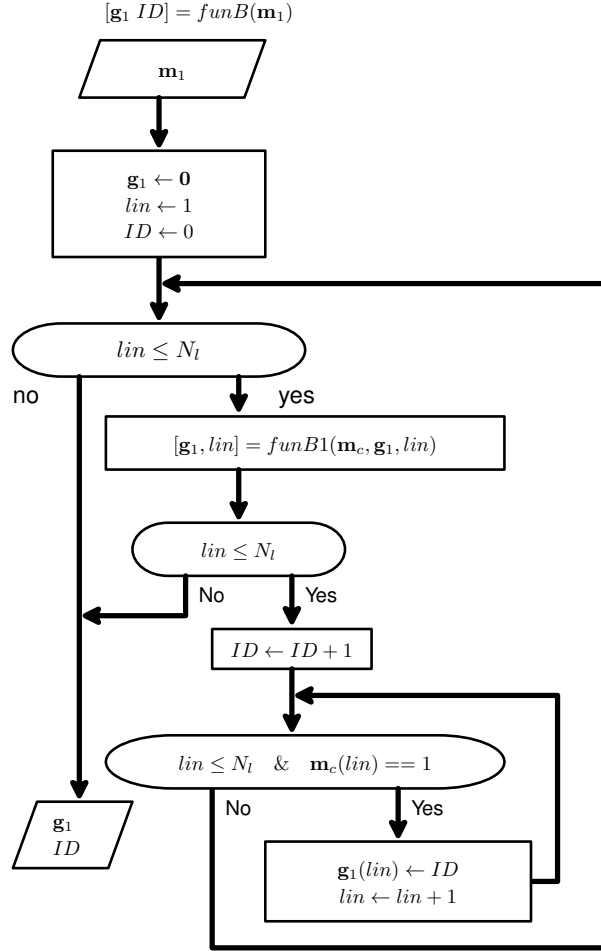 [g₁ ID] = funB(m₁)
m₁
g₁ ← 0
lin ← 1
ID ← 0
lin ≤ Nₗ
no
yes
[g₁, lin] = funB1(m_c, g₁, lin)
lin ≤ Nₗ
No
Yes
ID ← ID + 1
lin ≤ Nₗ & m_c(lin) == 1
No
Yes
g₁
ID
g₁(lin) ← ID
lin ← lin + 1